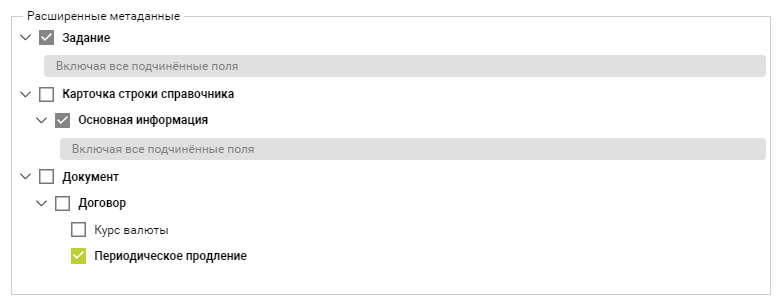 Расширенные метаданные
Задание
Включая все подчинённые поля
Карточка строки справочника
Основная информация
Включая все подчинённые поля
Документ
Договор
Курс валюты
Периодическое продление